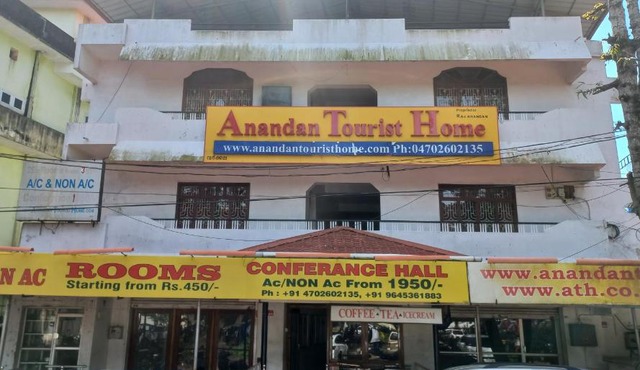 Anandan Tourist Home
www.anandantouristhome.com Ph:04702602135
A/C & NON A/C
N AC
ROOMS
Starting from Rs.450/-
CONFERANCE HALL
Ac/NON Ac From 1950/-
Ph : +91 4702602135, +91 9645361883
www.anandan
www.ath.co
COFFEE • TEA • ICECREAM